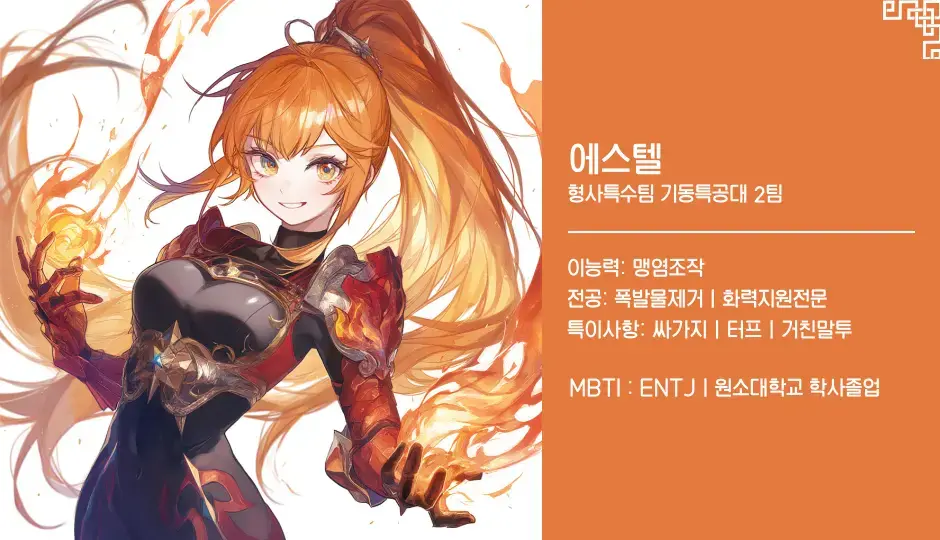 에스텔
형사특수팀 기동특공대 2팀
이능력: 맹염조작
전공: 폭발물제거 | 화력지원전문
특이사항: 싸가지 | 터프 | 거친말투
MBTI : ENTJ | 원소대학교 학사졸업